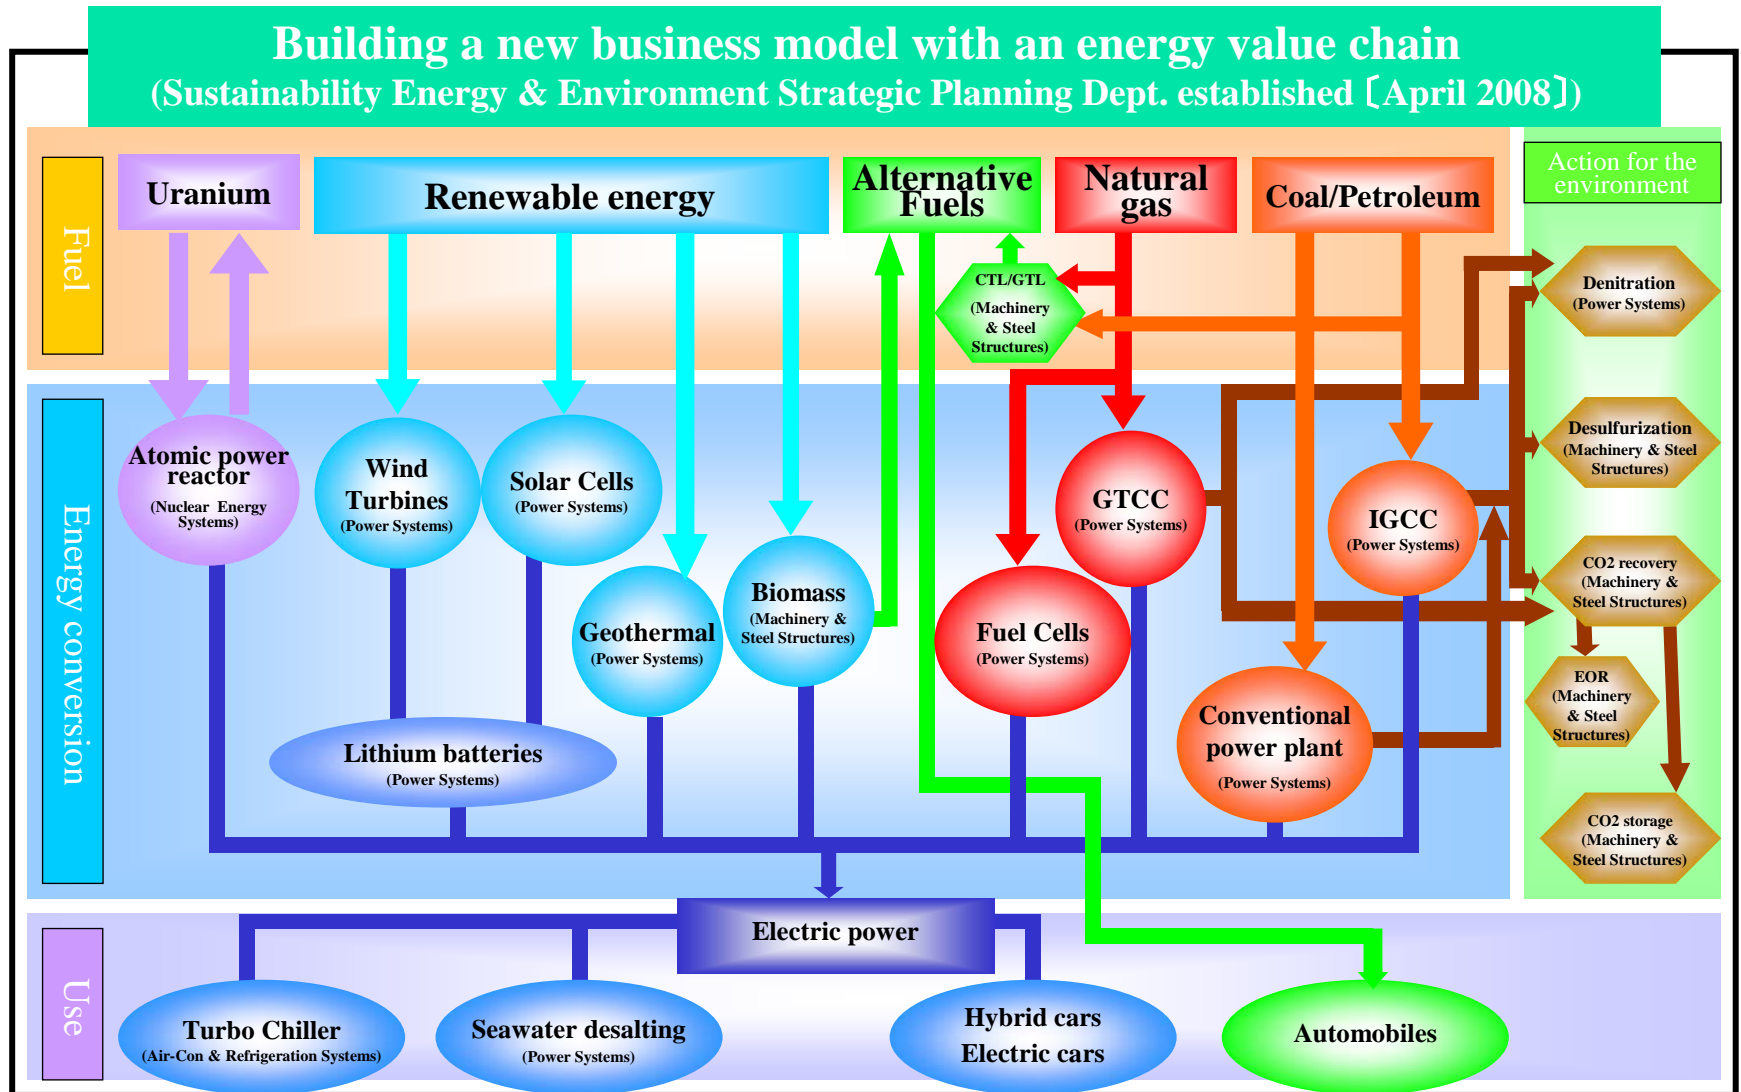 Building a new business model with an energy value chain
(Sustainability Energy & Environment Strategic Planning Dept. established〔April 2008〕)
Fuel
Uranium
Renewable energy
Alternative
Fuels
Natural
gas
Coal/Petroleum
Action for the
environment
CTL/GTL
(Machinery
& Steel
Structures)
Denitration
(Power Systems)
Desulfurization
(Machinery & Steel
Structures)
CO2 recovery
(Machinery &
Steel Structures)
EOR
(Machinery
& Steel
Structures)
CO2 storage
(Machinery &
Steel Structures)
Energy conversion
Atomic power
reactor
(Nuclear Energy
Systems)
Wind
Turbines
(Power Systems)
Solar Cells
(Power Systems)
Geothermal
(Power Systems)
Biomass
(Machinery &
Steel Structures)
Fuel Cells
(Power Systems)
GTCC
(Power Systems)
IGCC
(Power Systems)
Conventional
power plant
(Power Systems)
Lithium batteries
(Power Systems)
Use
Electric power
Turbo Chiller
(Air-Con & Refrigeration Systems)
Seawater desalting
(Power Systems)
Hybrid cars
Electric cars
Automobiles